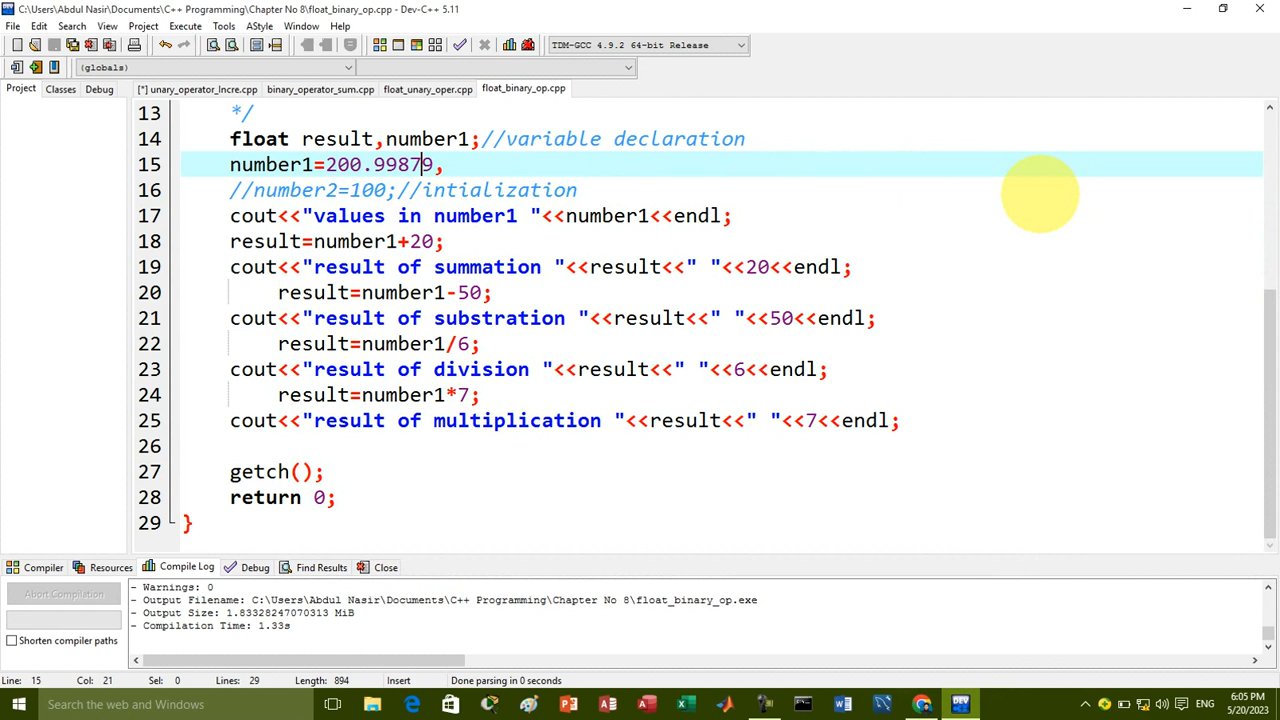 C:\Users\Abdul Nasir\Documents\C++ Programming\Chapter No 8\float_binary_op.cpp - Dev-C++ 5.11
File Edit Search View Project Execute Tools AStyle Window Help
TDM-GCC 4.9.2 64-bit Release
(globals)
Project Classes Debug [*] unary_operator_Incre.cpp binary_operator_sum.cpp float_unary_oper.cpp float_binary_op.cpp
13 */
14 float result,number1;//variable declaration
15 number1=200.99879,
16 //number2=100;//intialization
17 cout<<"values in number1 "<<number1<<endl;
18 result=number1+20;
19 cout<<"result of summation "<<result<<" "<<20<<endl;
20 result=number1-50;
21 cout<<"result of substration "<<result<<" "<<50<<endl;
22 result=number1/6;
23 cout<<"result of division "<<result<<" "<<6<<endl;
24 result=number1*7;
25 cout<<"result of multiplication "<<result<<" "<<7<<endl;
26
27 getch();
28 return 0;
29 }
Compiler Resources Compile Log Debug Find Results Close
Abort Compilation
Shorten compiler paths
- Warnings: 0
- Output Filename: C:\Users\Abdul Nasir\Documents\C++ Programming\Chapter No 8\float_binary_op.exe
- Output Size: 1.83328247070313 MiB
- Compilation Time: 1.33s
Line: 15 Col: 21 Sel: 0 Lines: 29 Length: 894 Insert Done parsing in 0 seconds
Search the web and Windows
DEV
ENG
6:05 PM
5/20/2023